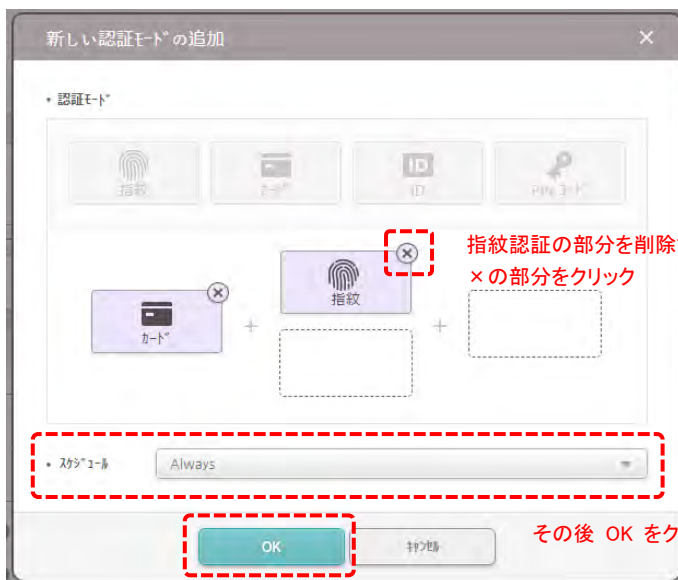 新しい認証ﾓｰﾄﾞの追加
• 認証ﾓｰﾄﾞ
指紋
ｶｰﾄﾞ
ID
ID
PIN ｺｰﾄﾞ
指紋認証の部分を削除
×の部分をクリック
指紋
ｶｰﾄﾞ
+
+
• ｽｹｼﾞｭｰﾙ
Always
OK
ｷｬﾝｾﾙ
その後 OK をク